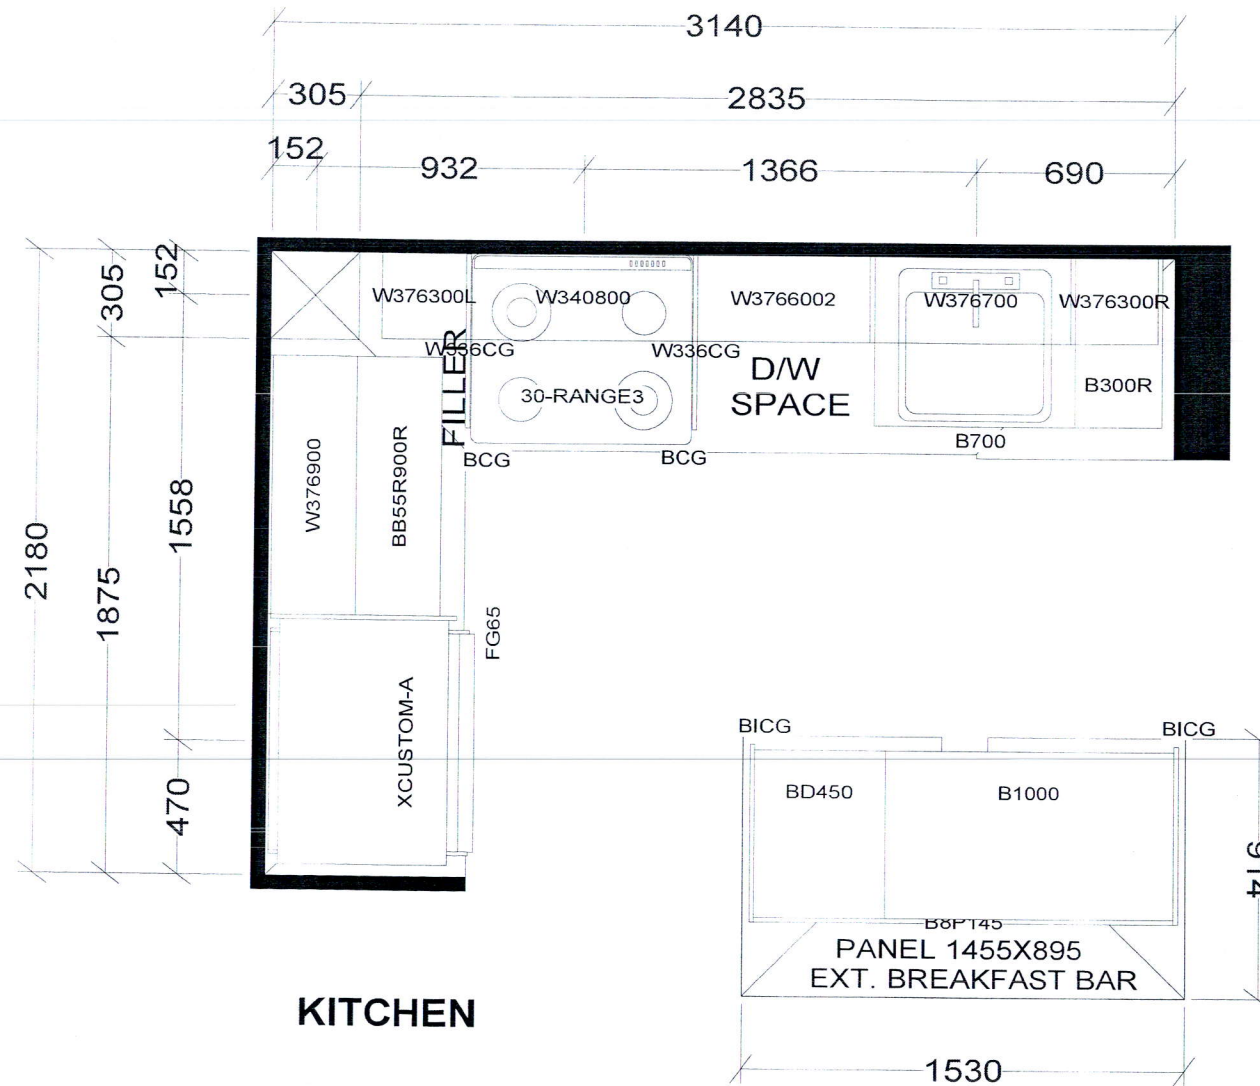 3140
305
2835
152
932
1366
690
152
305
W376300L
W340800
W3766002
W376700
W376300R
W336CG
W336CG
FILLER
D/W
SPACE
30-RANGE3
B300R
BCG
BCG
B700
W376900
BB55R900R
1558
2180
1875
FG65
XCUSTOM-A
BICG
BICG
470
BD450
B1000
914
B8P145
PANEL 1455X895
EXT. BREAKFAST BAR
KITCHEN
1530